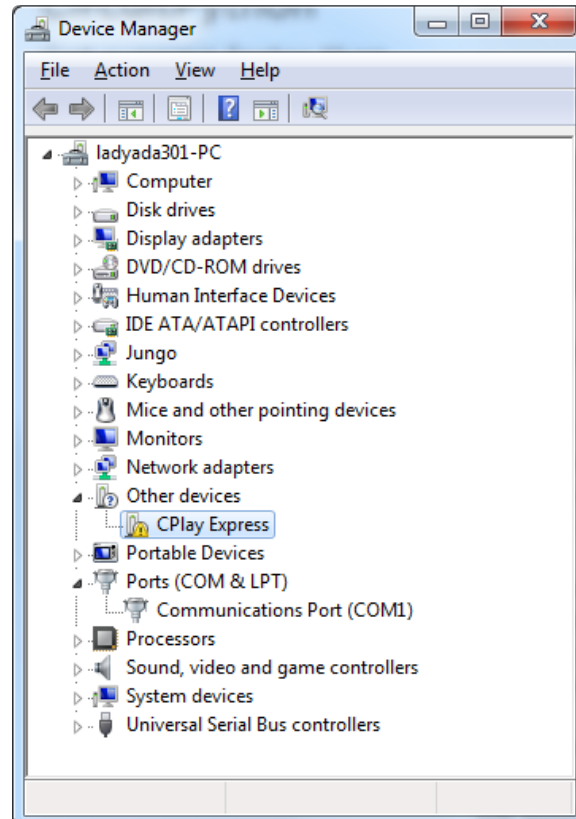 Device Manager
File Action View Help
ladyada301-PC
Computer
Disk drives
Display adapters
DVD/CD-ROM drives
Human Interface Devices
IDE ATA/ATAPI controllers
Jungo
Keyboards
Mice and other pointing devices
Monitors
Network adapters
Other devices
CPlay Express
Portable Devices
Ports (COM & LPT)
Communications Port (COM1)
Processors
Sound, video and game controllers
System devices
Universal Serial Bus controllers